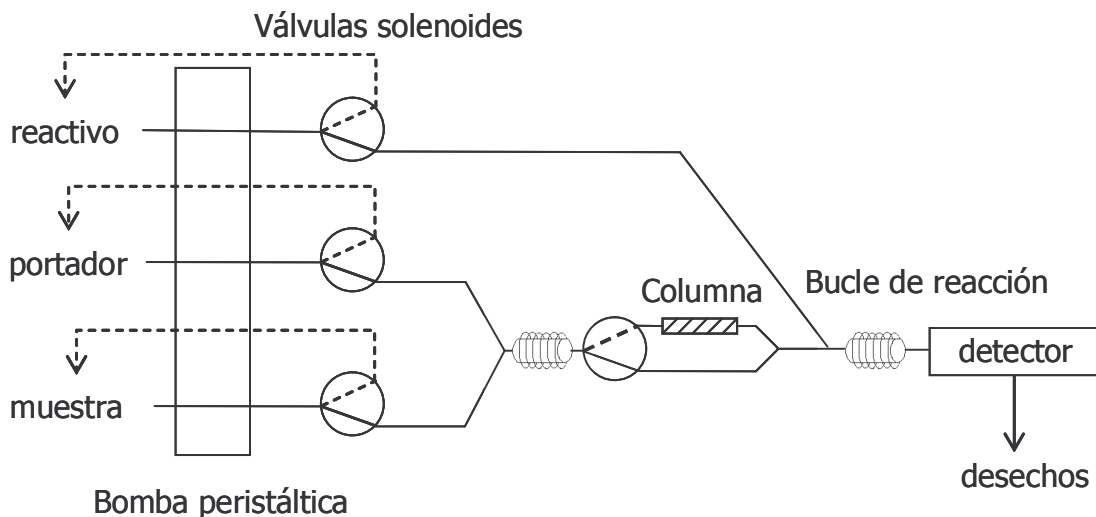 Válvulas solenoides
reactivo
portador
Columna
Bucle de reacción
detector
muestra
desechos
Bomba peristáltica